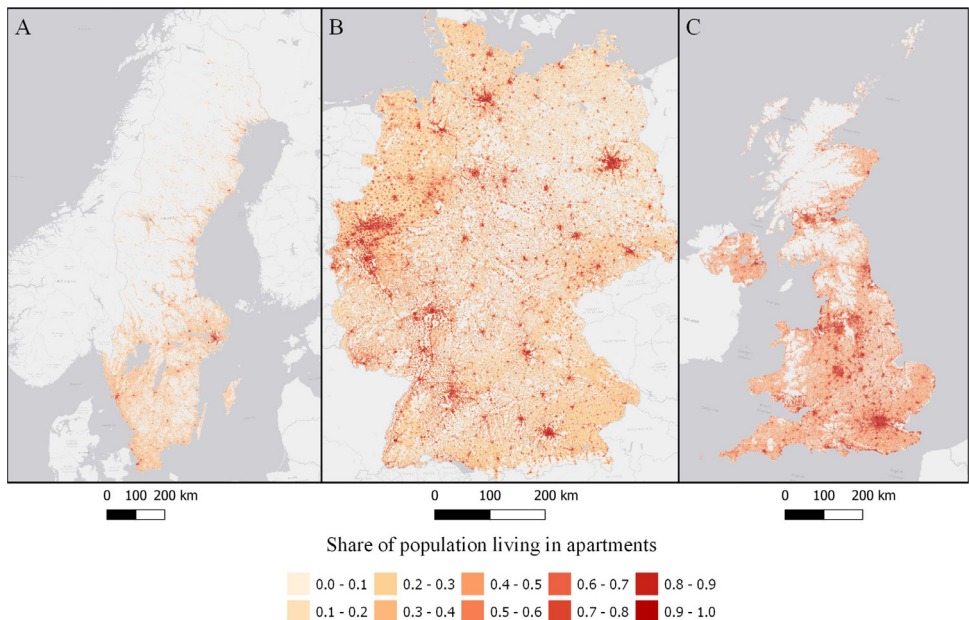 A
B
C
0 100 200 km
0 100 200 km
0 100 200 km
Share of population living in apartments
0.0 - 0.1 0.2 - 0.3 0.4 - 0.5 0.6 - 0.7 0.8 - 0.9
0.1 - 0.2 0.3 - 0.4 0.5 - 0.6 0.7 - 0.8 0.9 - 1.0